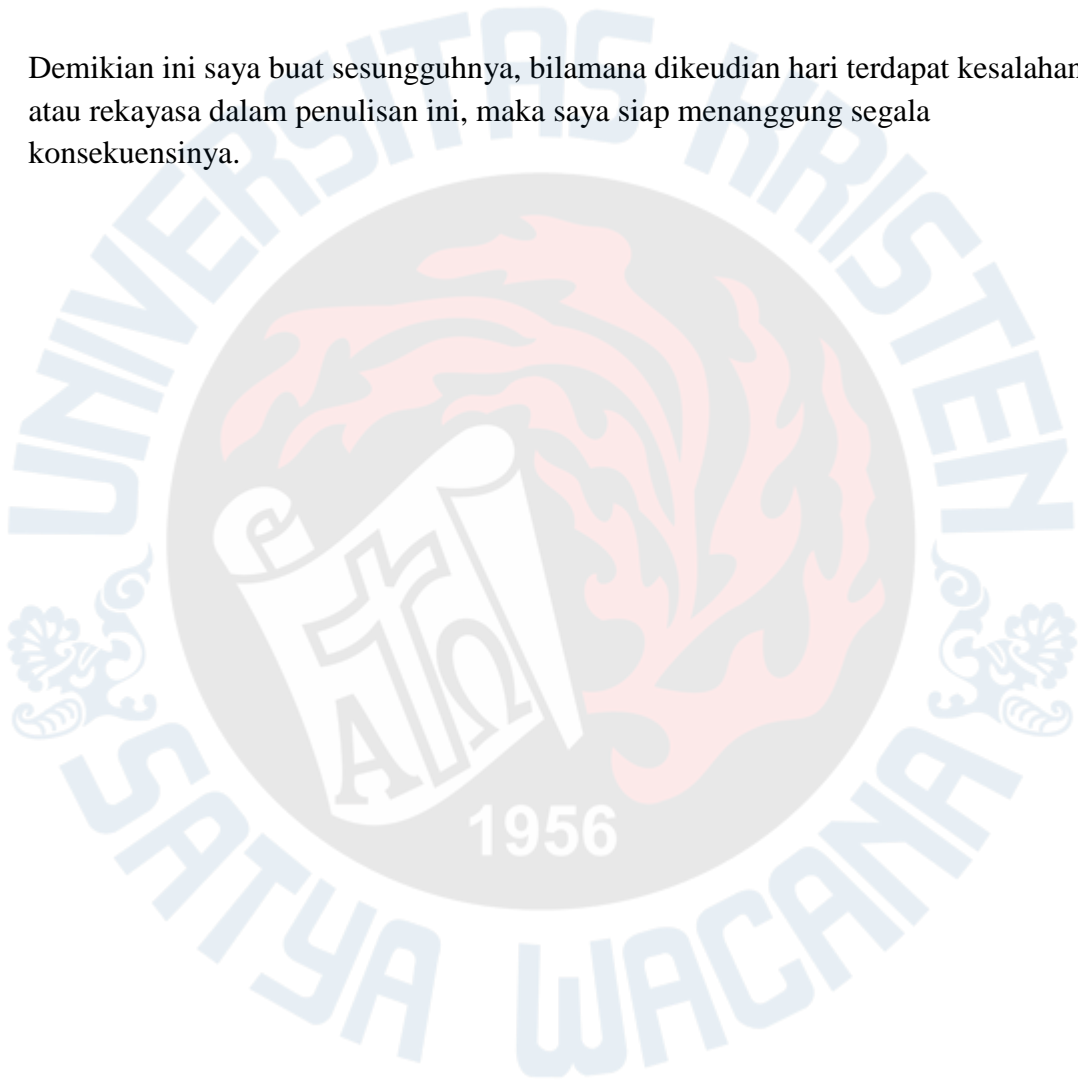 Demikian ini saya buat sesungguhnya, bilamana dikeudian hari terdapat kesalahan
atau rekayasa dalam penulisan ini, maka saya siap menanggung segala
konsekuensinya.
UNIVERSITAS KRISTEN
SATYA WACANA
1956
Α Ω